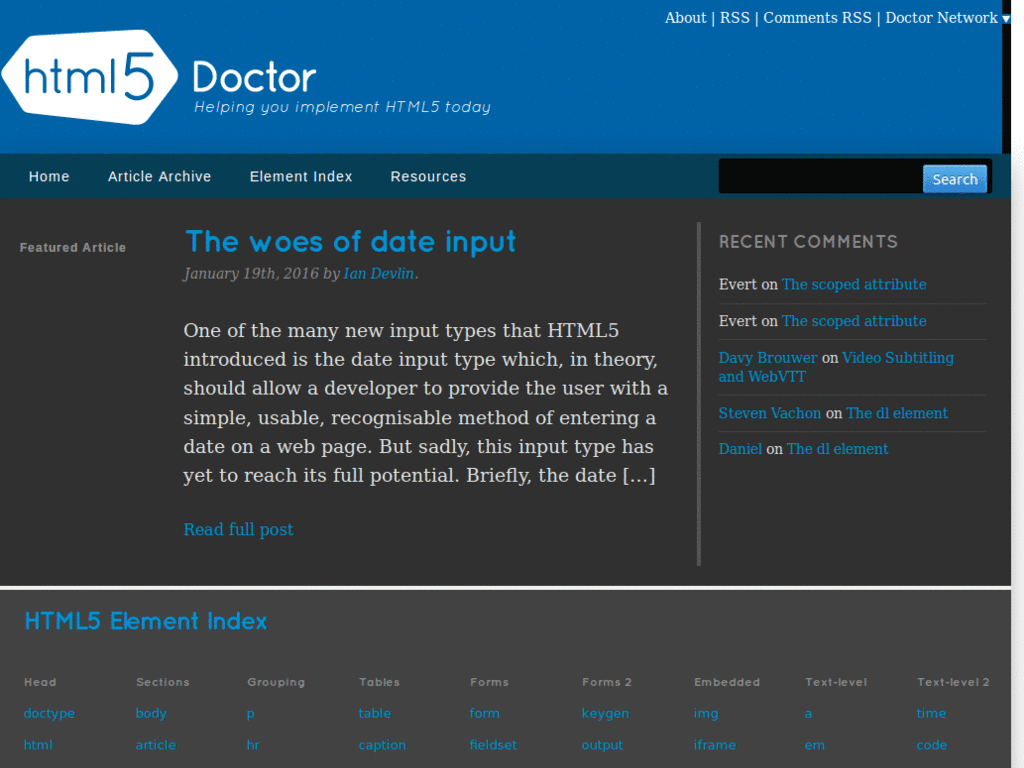 About | RSS | Comments RSS | Doctor Network ▼
html5 Doctor
Helping you implement HTML5 today
Home Article Archive Element Index Resources Search
Featured Article
The woes of date input
January 19th, 2016 by Ian Devlin.
One of the many new input types that HTML5
introduced is the date input type which, in theory,
should allow a developer to provide the user with a
simple, usable, recognisable method of entering a
date on a web page. But sadly, this input type has
yet to reach its full potential. Briefly, the date [...]
Read full post
RECENT COMMENTS
Evert on The scoped attribute
Evert on The scoped attribute
Davy Brouwer on Video Subtitling
and WebVTT
Steven Vachon on The dl element
Daniel on The dl element
HTML5 Element Index
Head Sections Grouping Tables Forms Forms 2 Embedded Text-level Text-level 2
doctype body p table form keygen img a time
html article hr caption fieldset output iframe em code